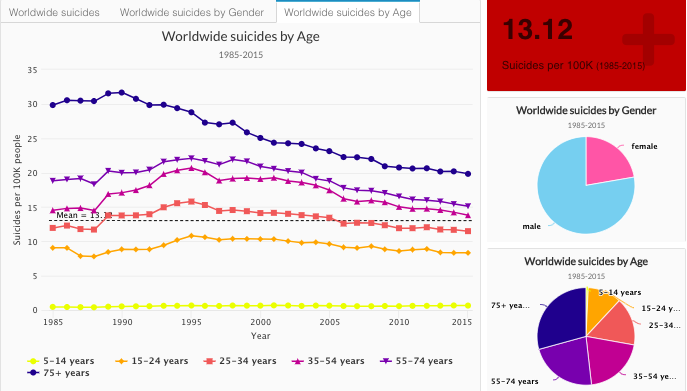 Worldwide suicides
Worldwide suicides by Gender
Worldwide suicides by Age
Worldwide suicides by Age
1985-2015
Suicides per 100K people
35
30
25
20
15
10
5
0
Mean = 13.12
1985
1990
1995
2000
2005
2010
2015
Year
5-14 years
15-24 years
25-34 years
35-54 years
55-74 years
75+ years
13.12
Suicides per 100K (1985-2015)
Worldwide suicides by Gender
1985-2015
female
male
Worldwide suicides by Age
1985-2015
5-14 years
15-24 y...
25-34...
35-54 ye...
55-74 years
75+ yea...